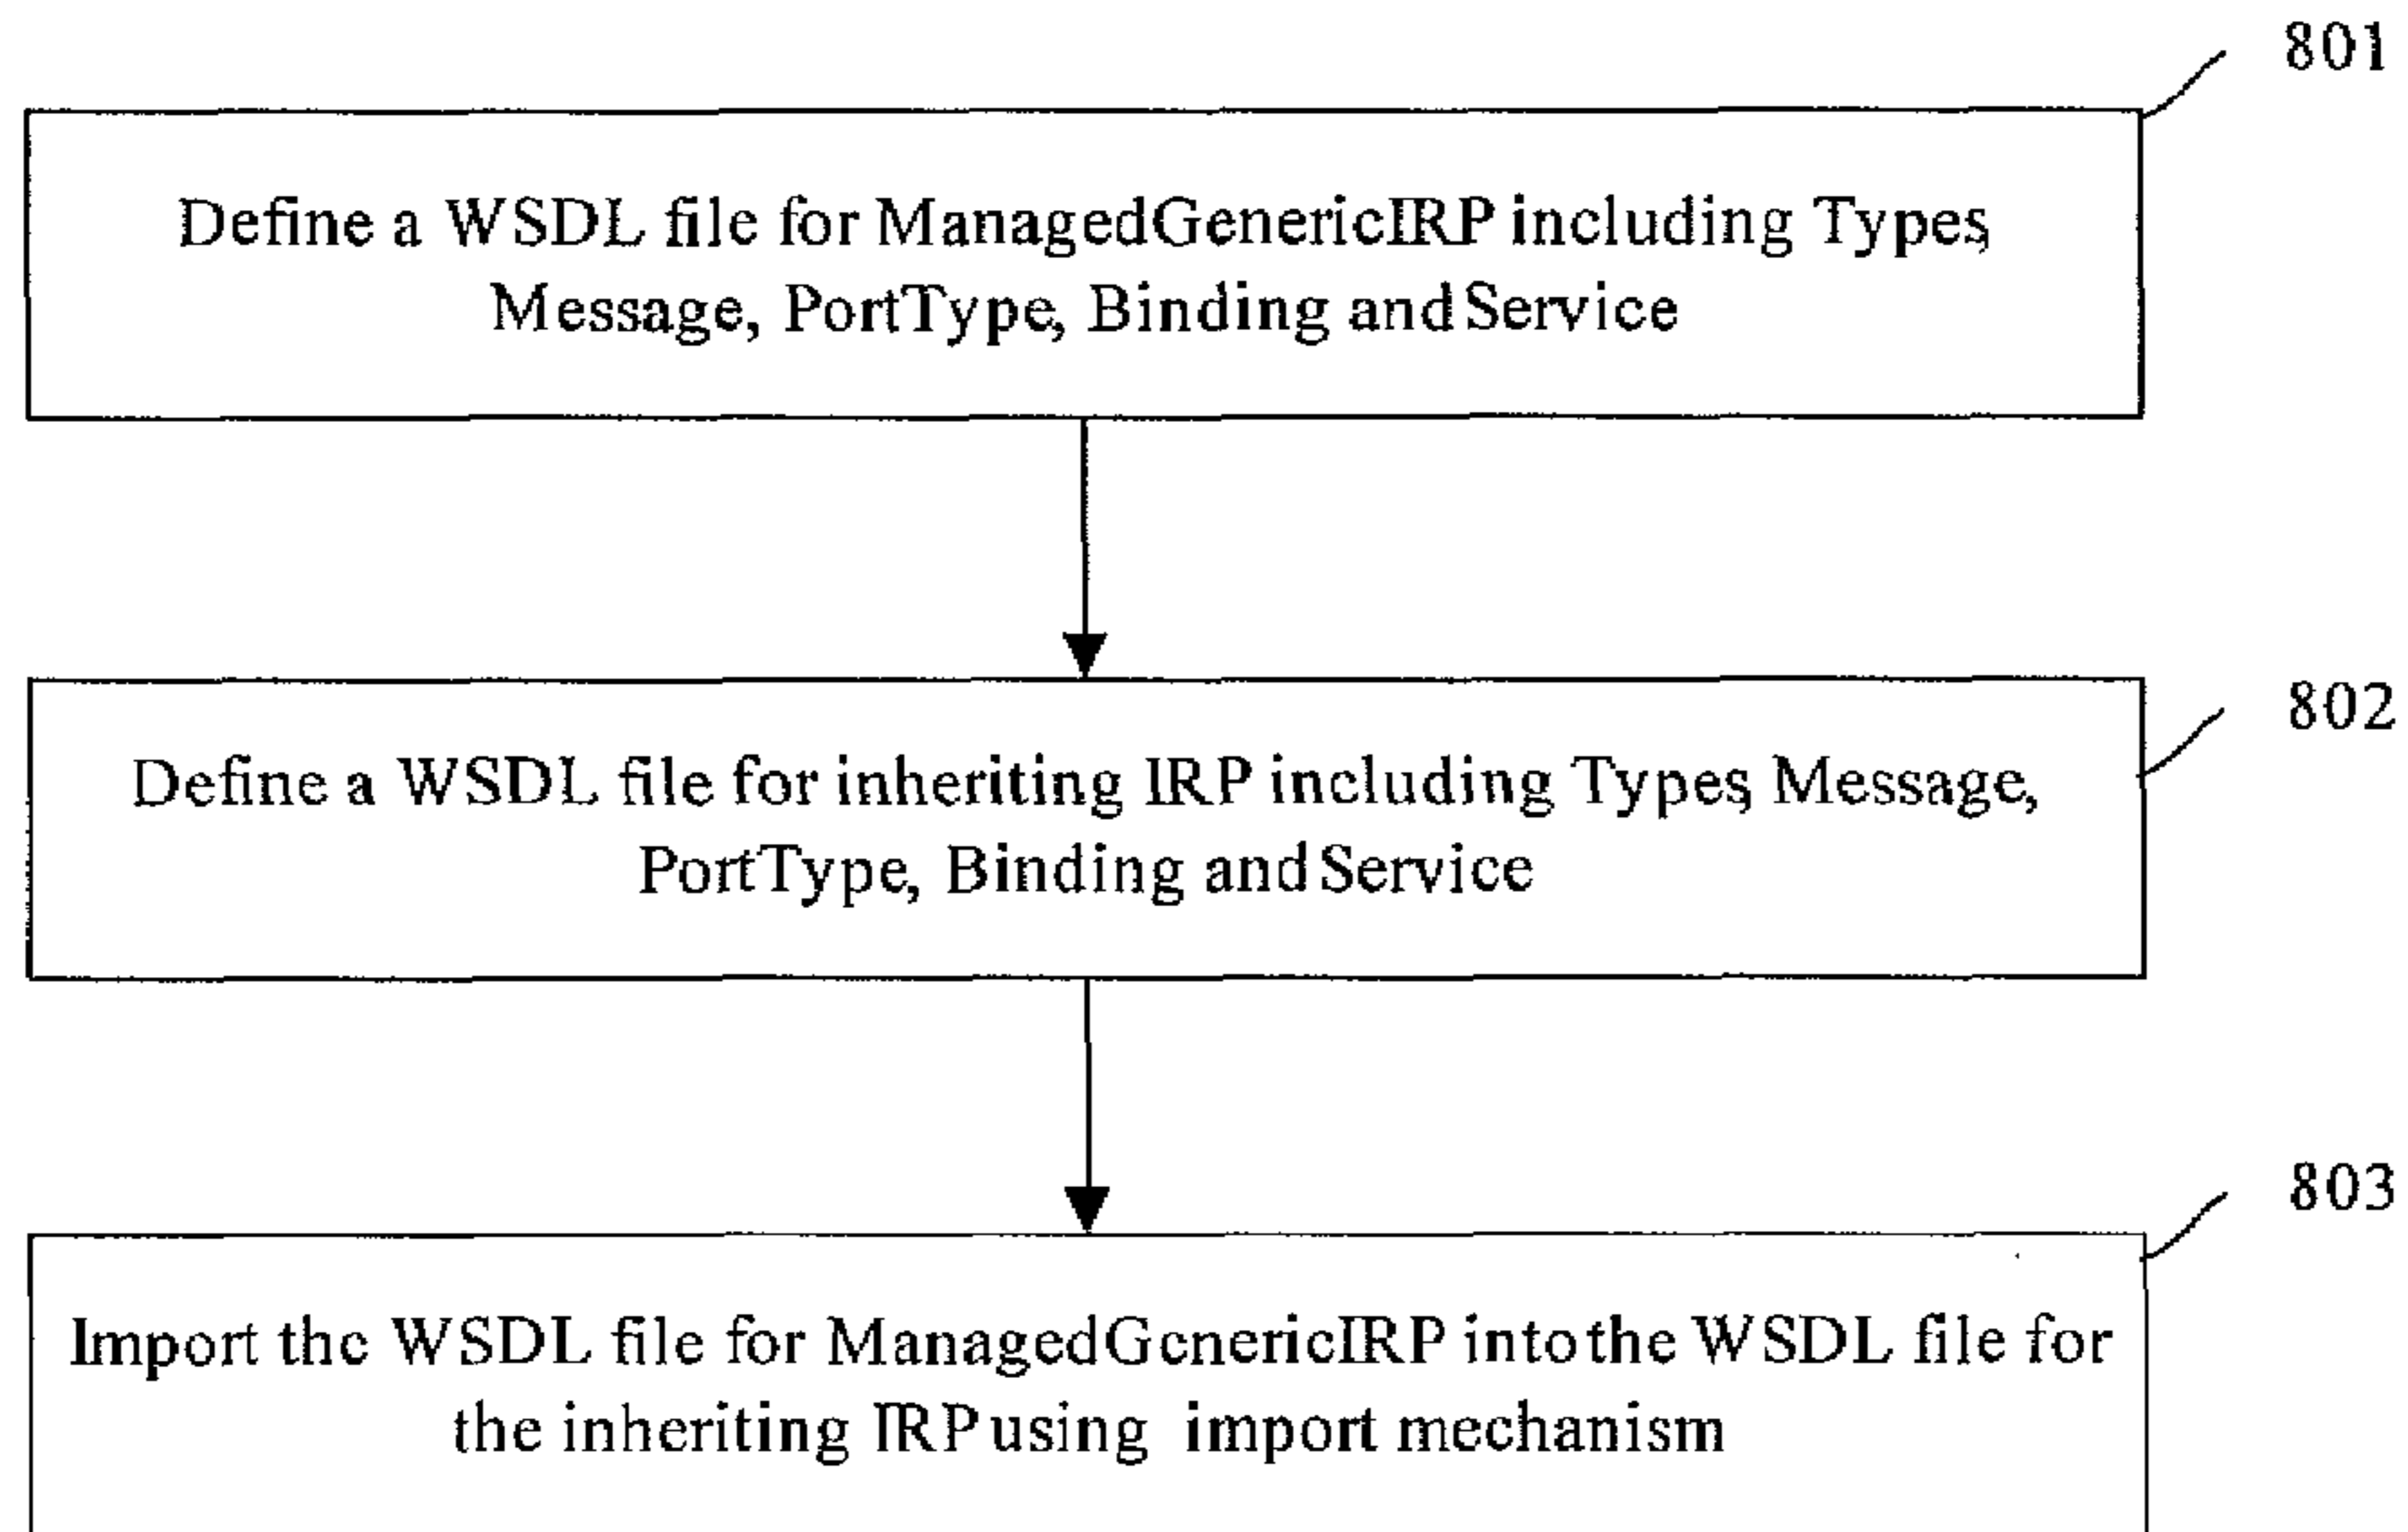 801
Define a WSDL file for ManagedGenericIRP including Types,
Message, PortType, Binding and Service
802
Define a WSDL file for inheriting IRP including Types, Message,
PortType, Binding and Service
803
Import the WSDL file for ManagedGenericIRP into the WSDL file for
the inheriting IRP using import mechanism